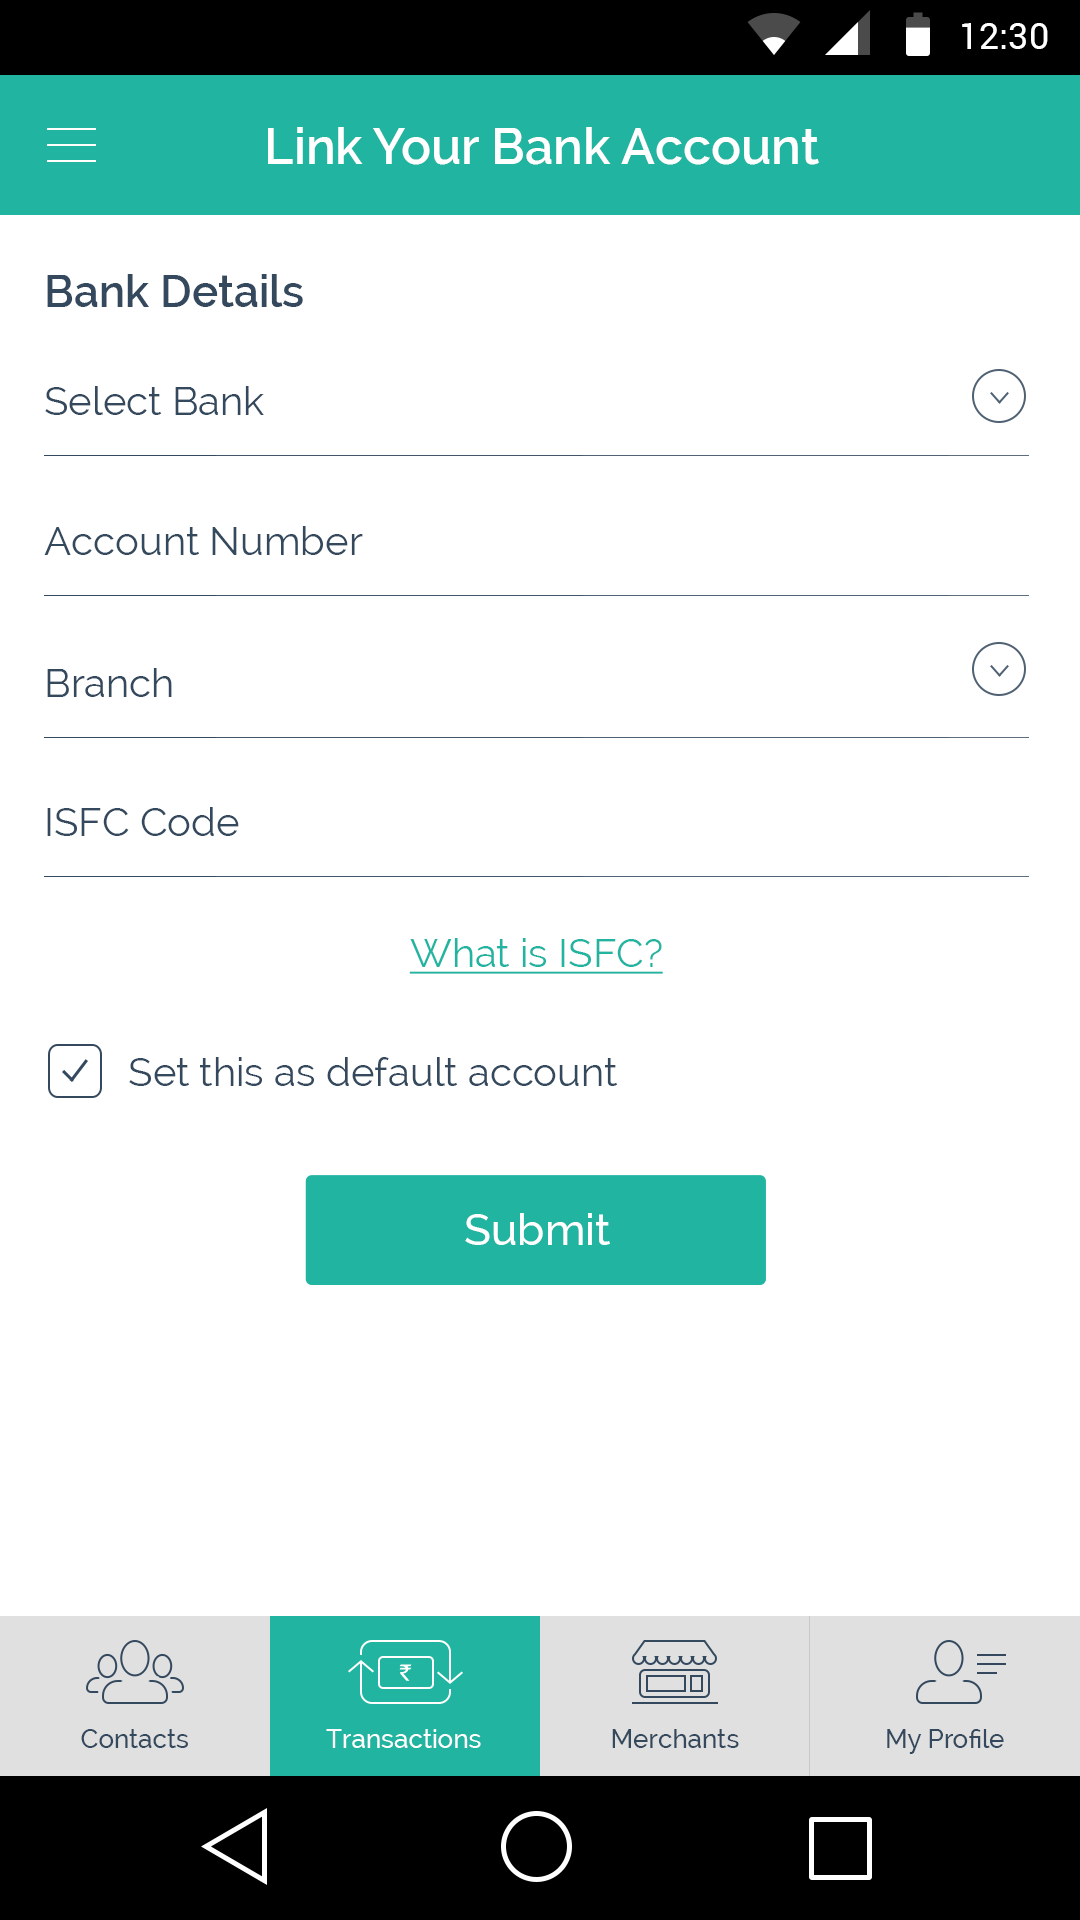 12:30
Link Your Bank Account
Bank Details
Select Bank
Account Number
Branch
ISFC Code
What is ISFC?
Set this as default account
Submit
₹
Contacts Transactions Merchants My Profile